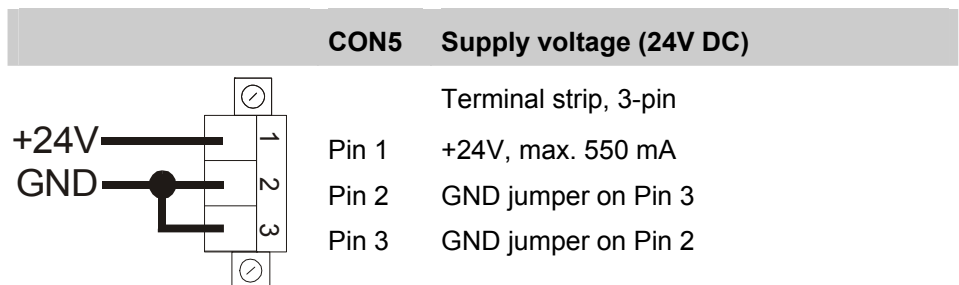 CON5 Supply voltage (24V DC)
Terminal strip, 3-pin
+24V 1 Pin 1 +24V, max. 550 mA
GND 2 Pin 2 GND jumper on Pin 3
3 Pin 3 GND jumper on Pin 2